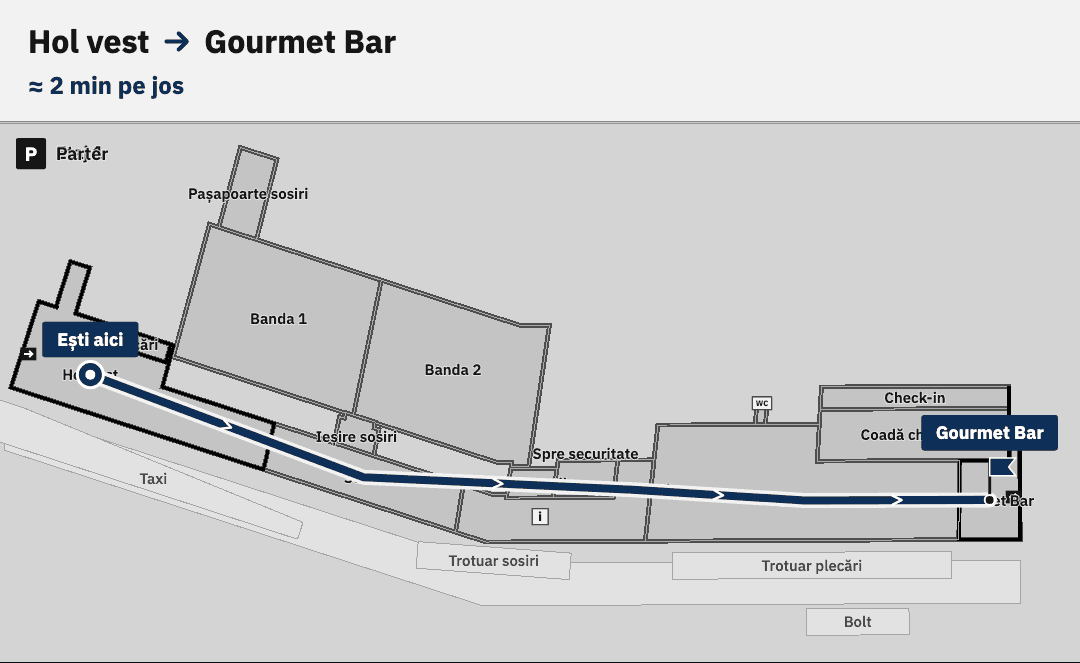 Hol vest → Gourmet Bar
≈ 2 min pe jos
P
Pașapoarte sosiri
Banda 1
Ești aici
Banda 2
wc
Check-in
Gourmet Bar
Ieșire sosiri
Spre securitate
Taxi
i
Trotuar sosiri
Trotuar plecări
Bolt